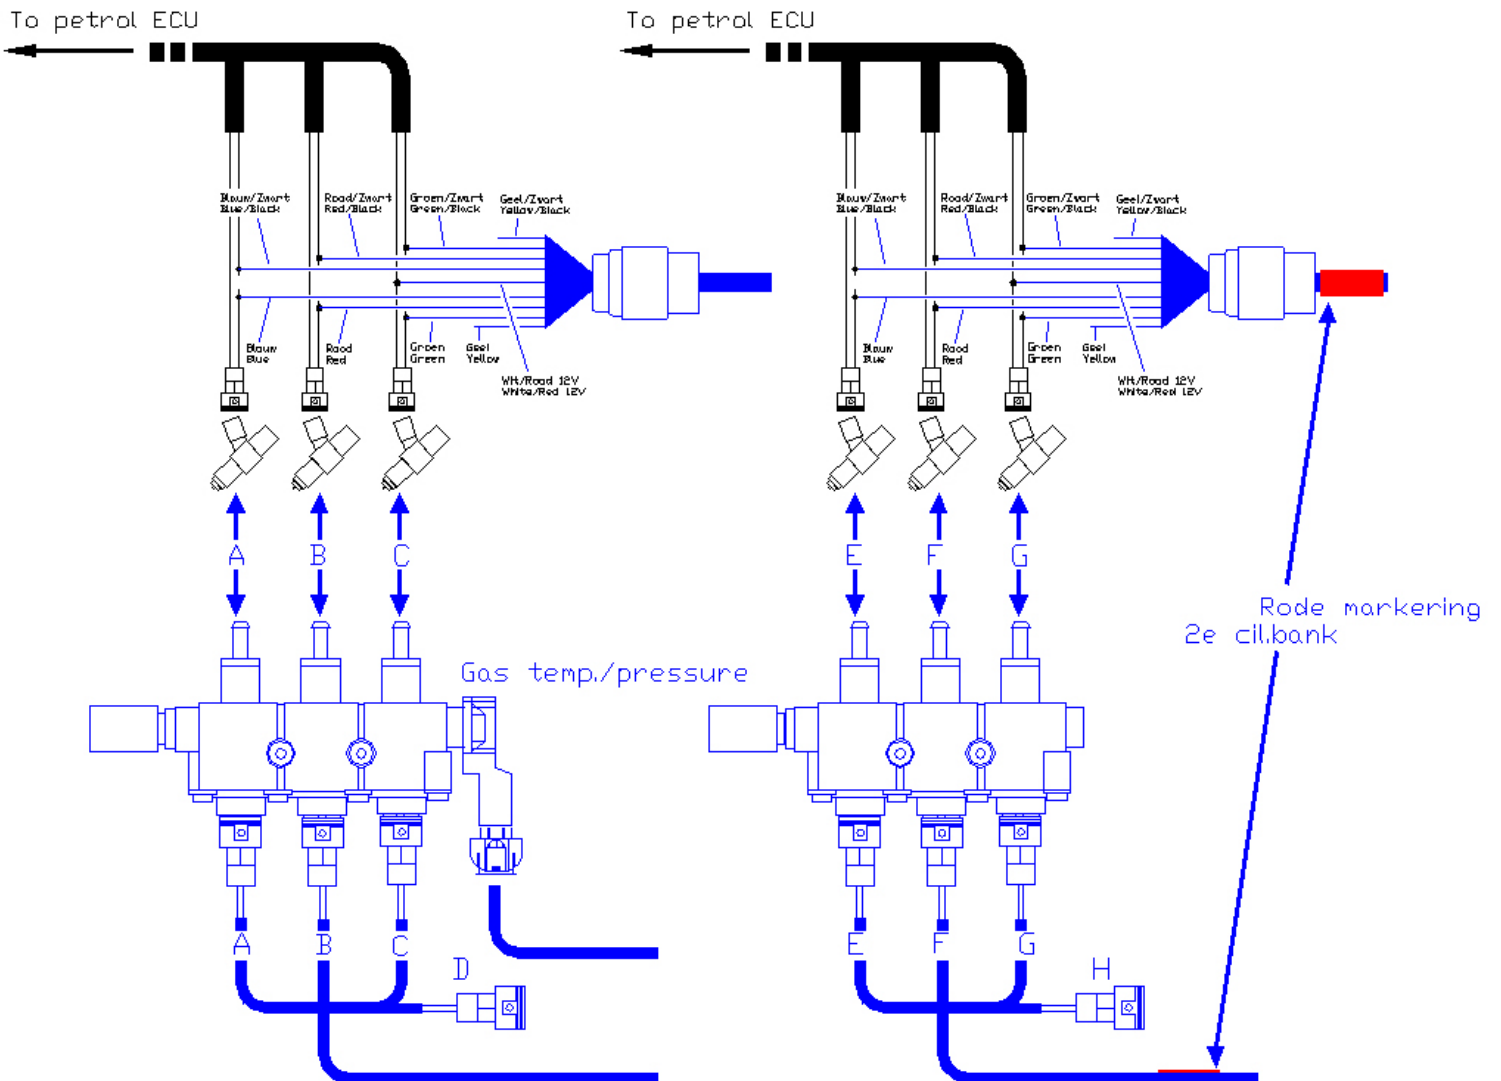 To petrol ECU
To petrol ECU
Blauw/Zwart
Blue/Black
Rood/Zwart
Red/Black
Groen/Zwart
Green/Black
Geel/Zwart
Yellow/Black
Blauw/Zwart
Blue/Black
Rood/Zwart
Red/Black
Groen/Zwart
Green/Black
Geel/Zwart
Yellow/Black
Blauw
Blue
Rood
Red
Groen
Green
Geel
Yellow
Wit/Rood 12V
White/Red 12V
Blauw
Blue
Rood
Red
Groen
Green
Geel
Yellow
Wit/Rood 12V
White/Red 12V
A B C
E F G
Rode markering
2e cil.bank
Gas temp./pressure
A B C
D
E F G
H